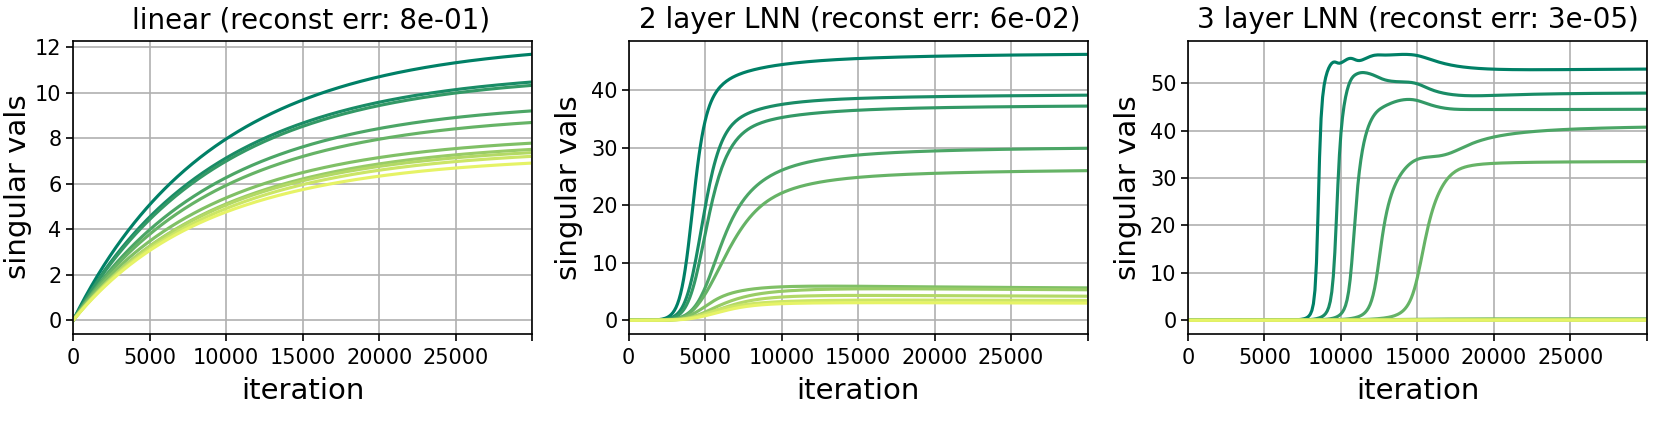 linear (reconst err: 8e-01)
singular vals
12
10
8
6
4
2
0
0 5000 10000 15000 20000 25000
iteration
2 layer LNN (reconst err: 6e-02)
singular vals
40
30
20
10
0
0 5000 10000 15000 20000 25000
iteration
3 layer LNN (reconst err: 3e-05)
singular vals
50
40
30
20
10
0
0 5000 10000 15000 20000 25000
iteration